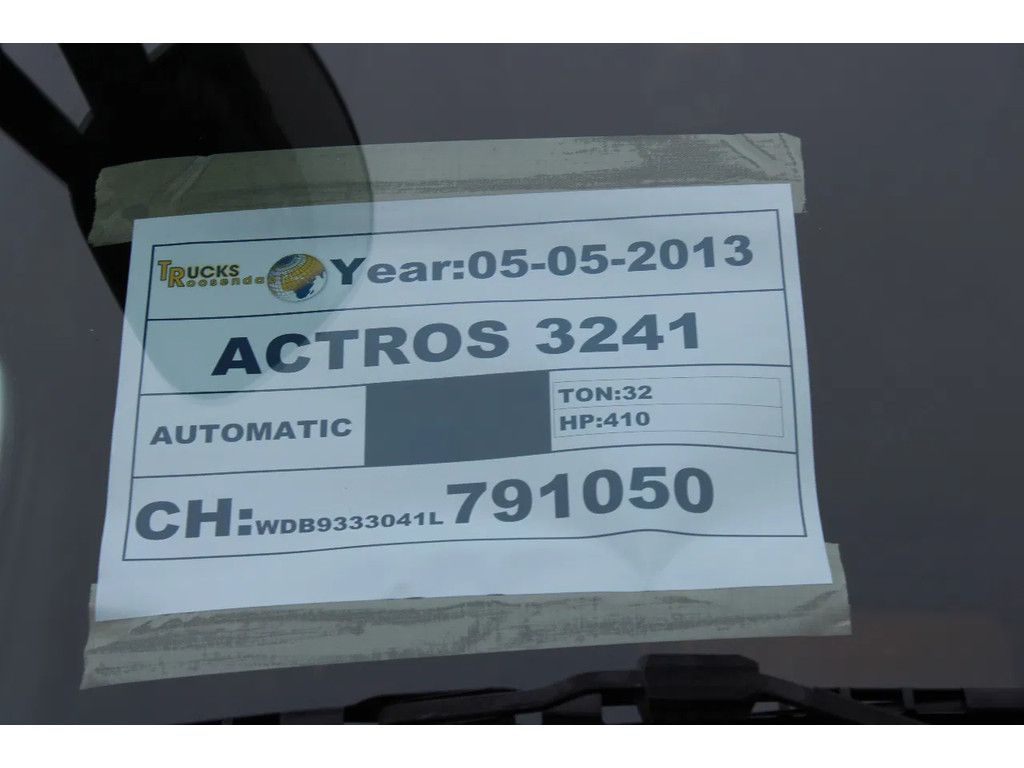 TRUCKS
Roosendaal
Year:05-05-2013
ACTROS 3241
AUTOMATIC
TON:32
HP:410
CH:WDB9333041L791050